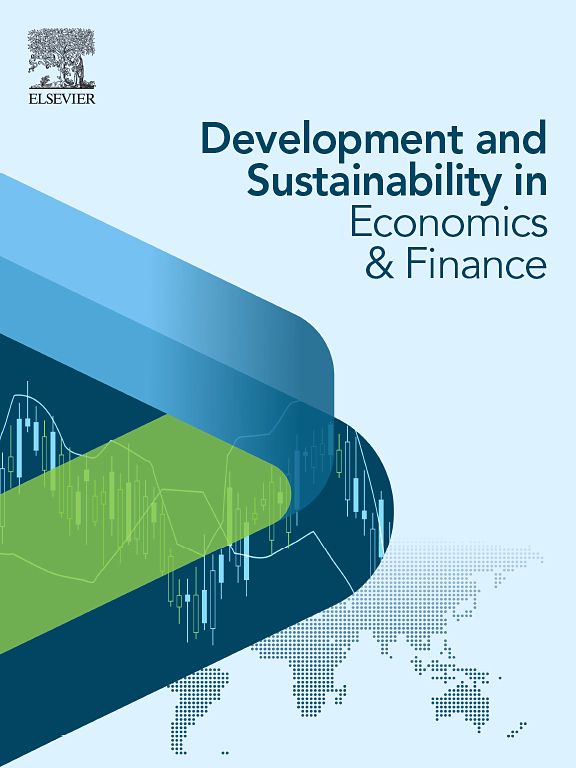 ELSEVIER
Development and
Sustainability in
Economics
& Finance